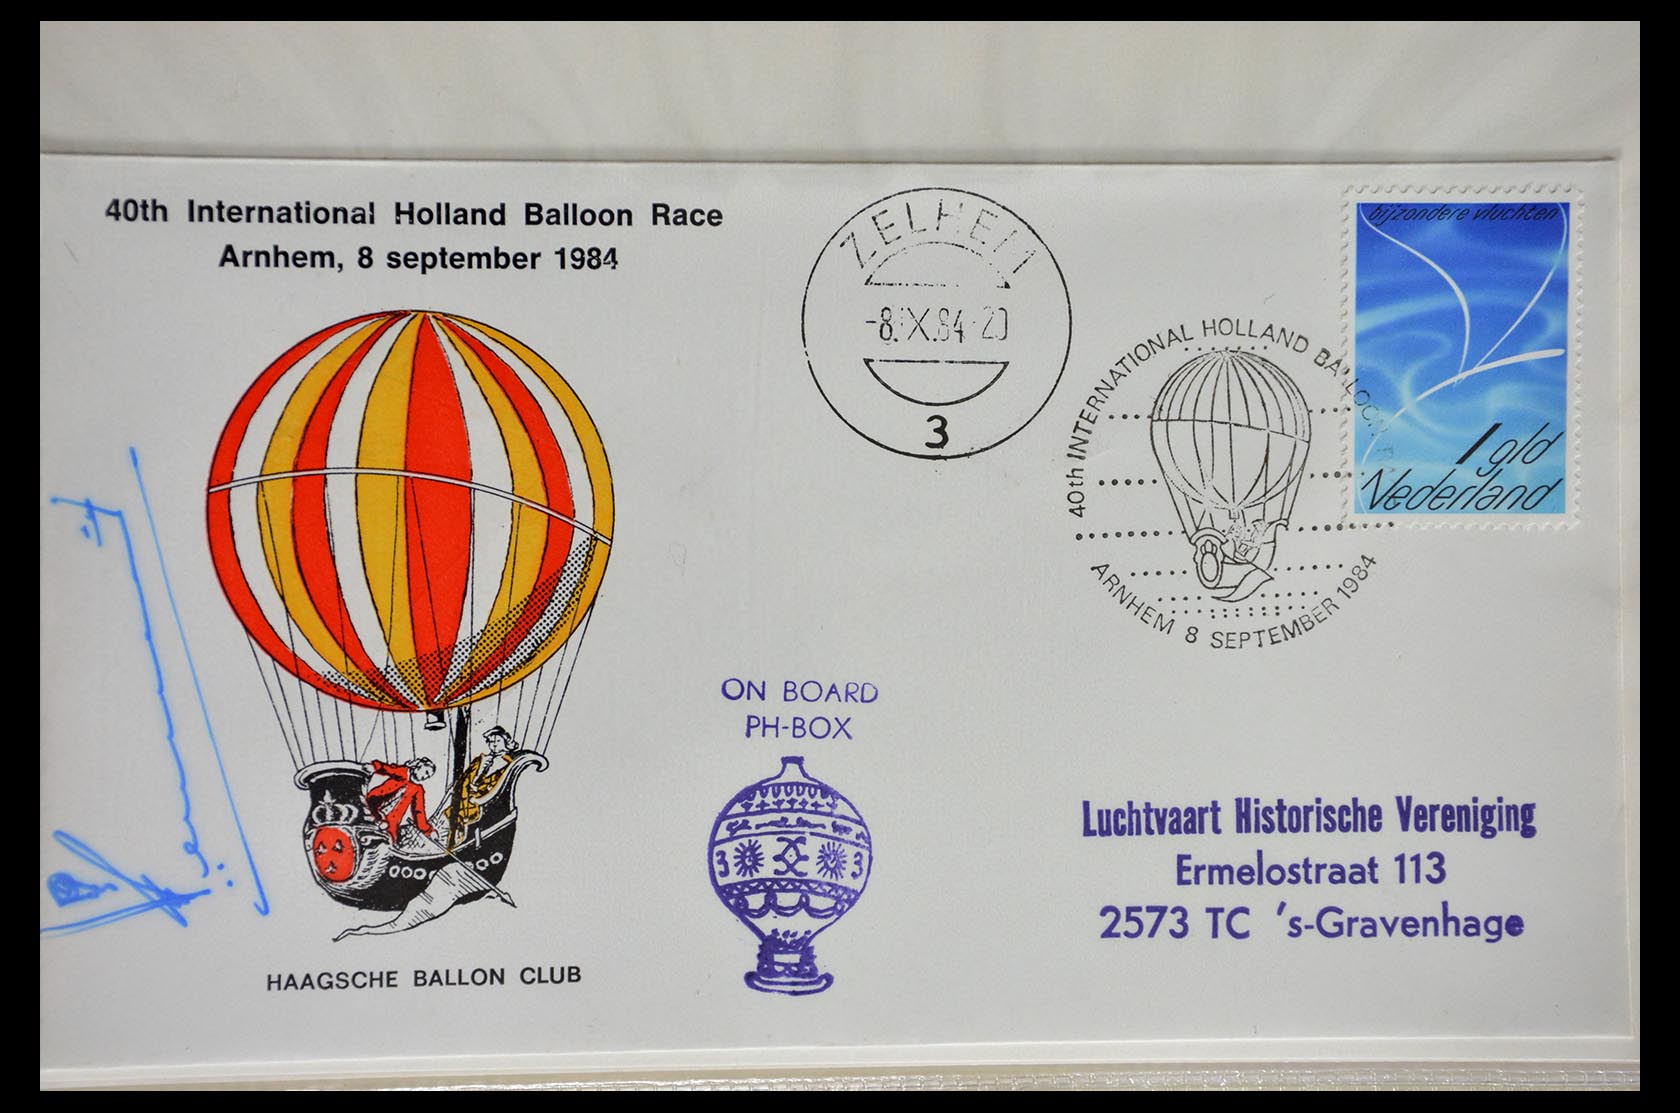 40th International Holland Balloon Race
Arnhem, 8 september 1984
HAAGSCHE BALLON CLUB
ZELHEM
-8.IX.84-20
3
40th INTERNATIONAL HOLLAND BALLOON RA
ARNHEM 8 SEPTEMBER 1984
bijzondere vluchten
1 gld
Nederland
ON BOARD
PH-BOX
Luchtvaart Historische Vereniging
Ermelostraat 113
2573 TC 's-Gravenhage